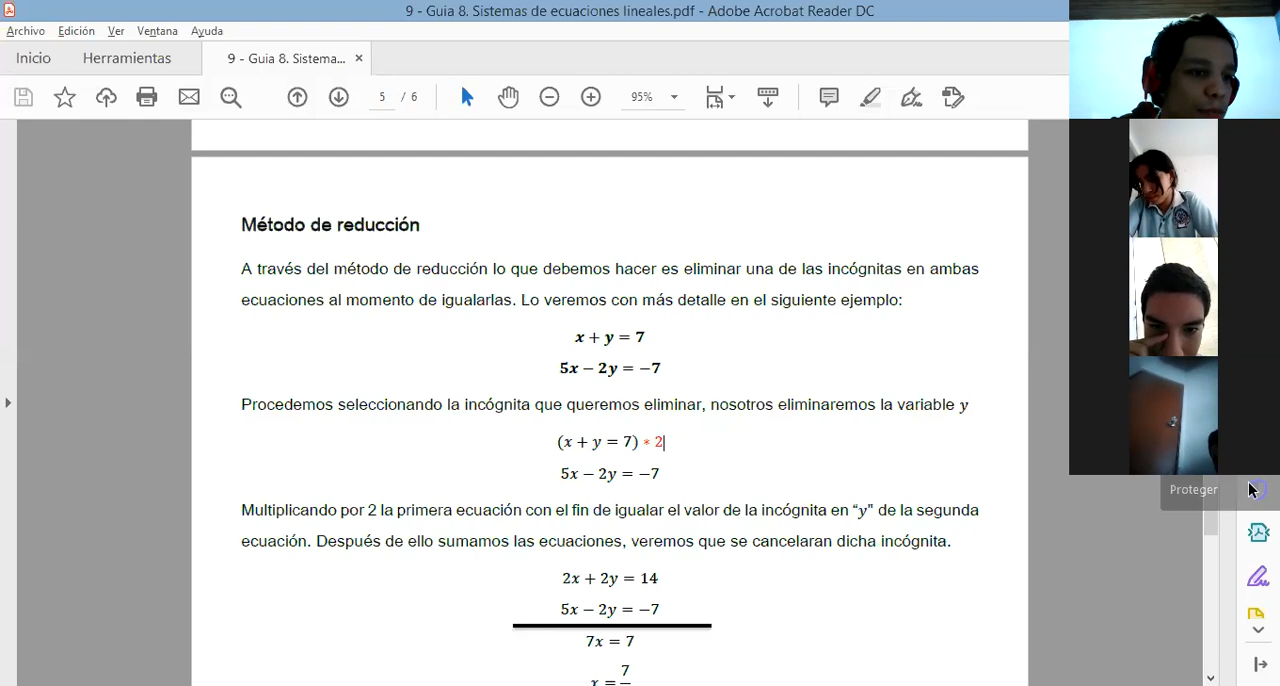 9 - Guia 8. Sistemas de ecuaciones lineales.pdf - Adobe Acrobat Reader DC
Archivo Edición Ver Ventana Ayuda
Inicio Herramientas 9 - Guia 8. Sistema... ×
5 / 6 95%
Método de reducción
A través del método de reducción lo que debemos hacer es eliminar una de las incógnitas en ambas
ecuaciones al momento de igualarlas. Lo veremos con más detalle en el siguiente ejemplo:
x + y = 7
5x − 2y = −7
Procedemos seleccionando la incógnita que queremos eliminar, nosotros eliminaremos la variable y
(x + y = 7) * 2
5x − 2y = −7
Proteger
Multiplicando por 2 la primera ecuación con el fin de igualar el valor de la incógnita en “y” de la segunda
ecuación. Después de ello sumamos las ecuaciones, veremos que se cancelaran dicha incógnita.
2x + 2y = 14
5x − 2y = −7
7x = 7
7
x =